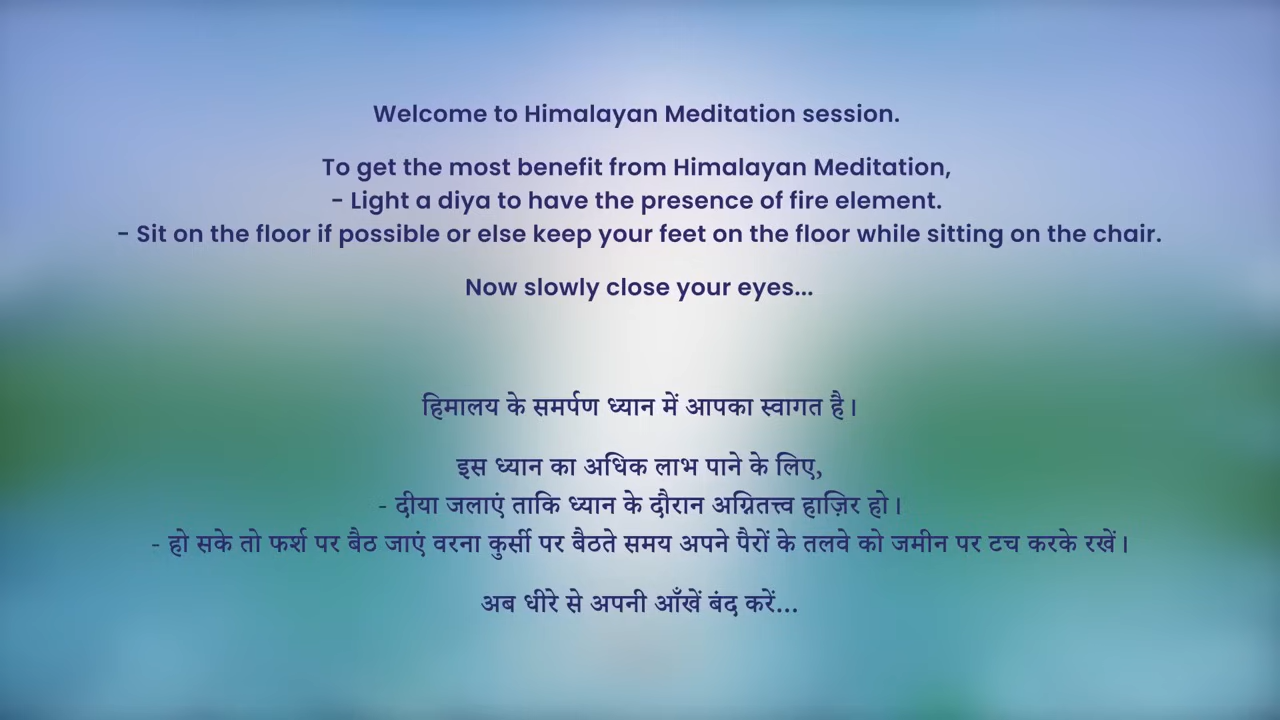 Welcome to Himalayan Meditation session.
To get the most benefit from Himalayan Meditation,
- Light a diya to have the presence of fire element.
- Sit on the floor if possible or else keep your feet on the floor while sitting on the chair.
Now slowly close your eyes...
हिमालय के समर्पण ध्यान में आपका स्वागत है।
इस ध्यान का अधिक लाभ पाने के लिए,
- दीया जलाएं ताकि ध्यान के दौरान अग्नितत्त्व हाज़िर हो।
- हो सके तो फर्श पर बैठ जाएं वरना कुर्सी पर बैठते समय अपने पैरों के तलवे को जमीन पर टच करके रखें।
अब धीरे से अपनी आँखें बंद करें...